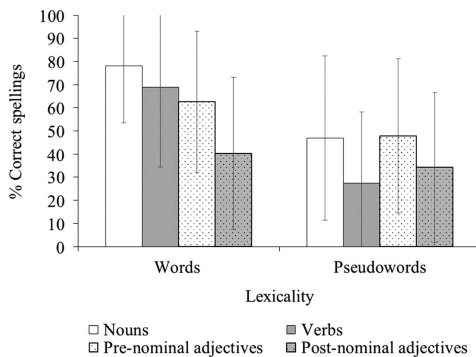 100
90
80
70
60
50
40
30
20
10
0
% Correct spellings
Words Pseudowords
Lexicality
Nouns Verbs
Pre-nominal adjectives Post-nominal adjectives